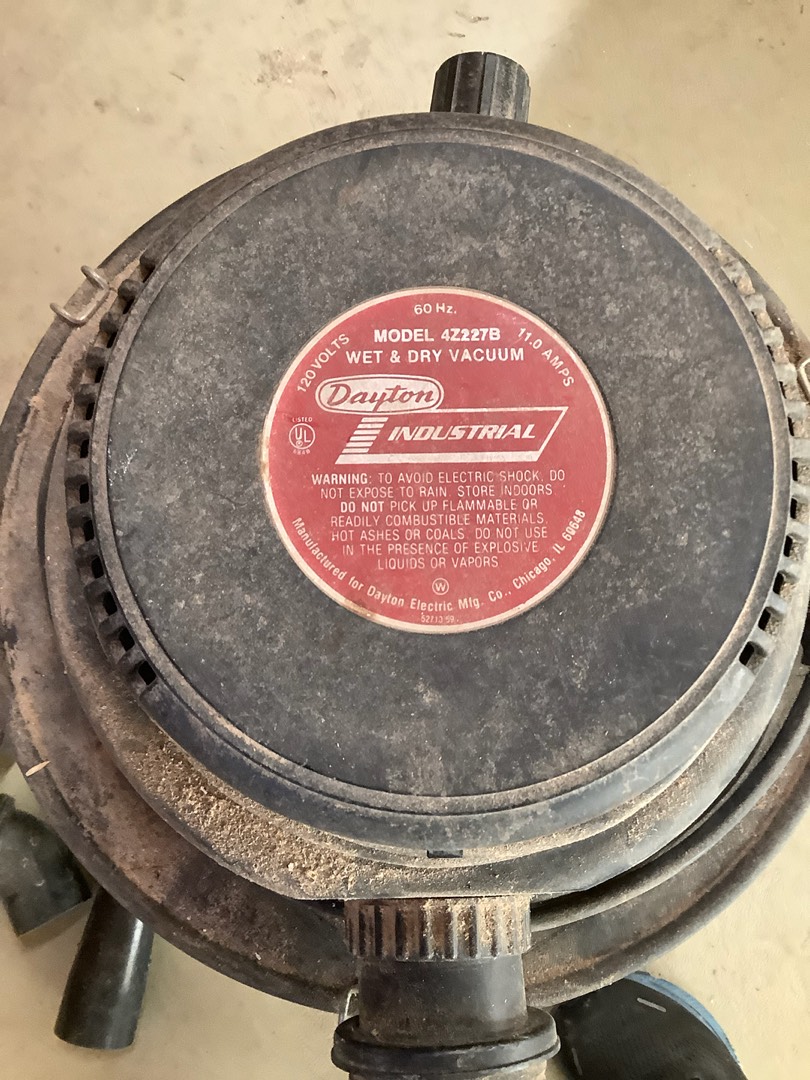 60 Hz.
120 VOLTS
11.0 AMPS
MODEL 4Z227B
WET & DRY VACUUM
Dayton
INDUSTRIAL
LISTED
UL
WARNING: TO AVOID ELECTRIC SHOCK, DO
NOT EXPOSE TO RAIN. STORE INDOORS
DO NOT PICK UP FLAMMABLE OR
READILY COMBUSTIBLE MATERIALS,
HOT ASHES OR COALS. DO NOT USE
IN THE PRESENCE OF EXPLOSIVE
LIQUIDS OR VAPORS
Manufactured for Dayton Electric Mfg. Co., Chicago, IL 60648
W